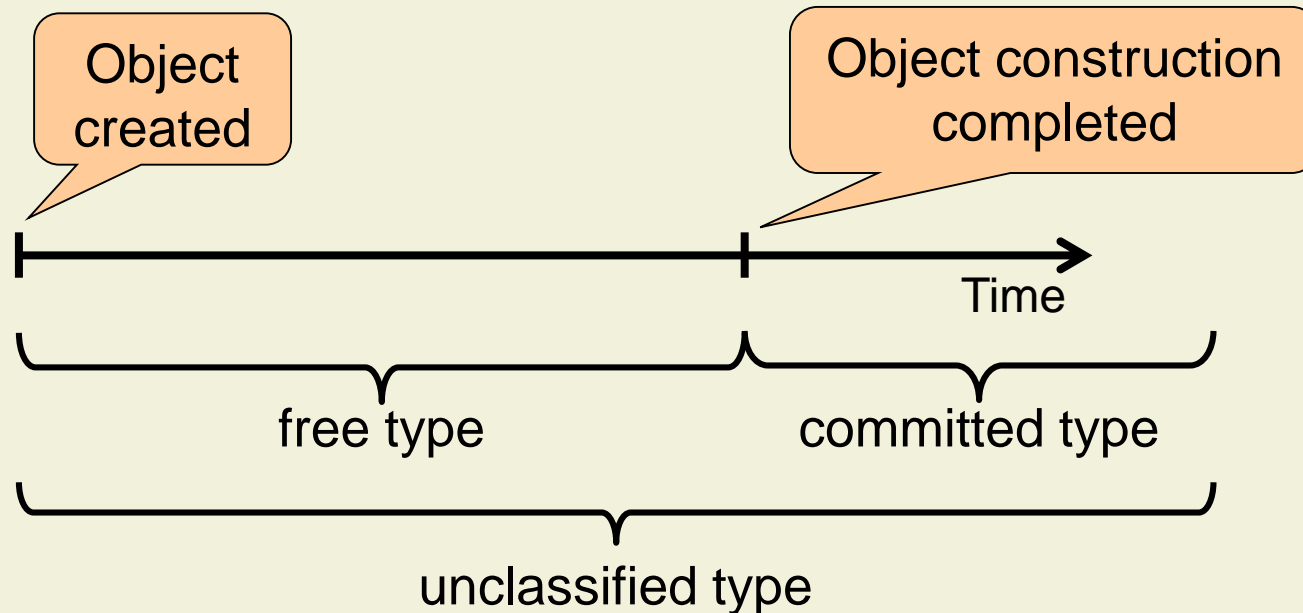 Object
created
Object construction
completed
Time
free type
committed type
unclassified type